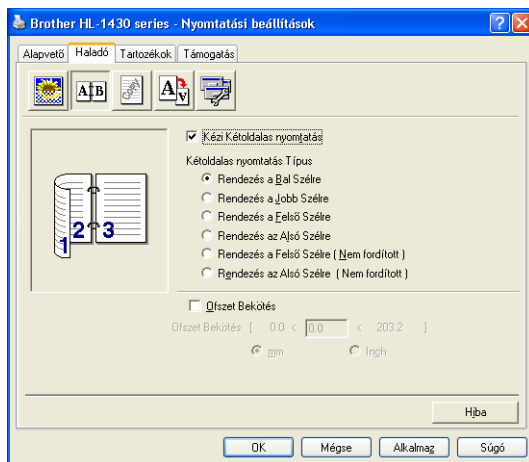 Brother HL-1430 series - Nyomtatási beállítások
Alapvető Haladó Tartozékok Támogatás
A B
A A
Kézi Kétoldalas nyomtatás
Kétoldalas nyomtatás Típus
Rendezés a Bal Szélre
Rendezés a Jobb Szélre
Rendezés a Felső Szélre
Rendezés az Alsó Szélre
Rendezés a Felső Szélre ( Nem fordított )
Rendezés az Alsó Szélre ( Nem fordított )
1 2 3
Ofszet Bekötés
Ofszet Bekötés [ 0.0 < 0.0 < 203.2 ]
mm Inch
Hiba
OK Mégse Alkalmaz Súgó